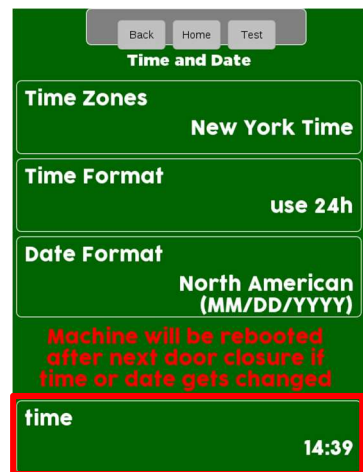 Back Home Test
Time and Date
Time Zones
New York Time
Time Format
use 24h
Date Format
North American
(MM/DD/YYYY)
Machine will be rebooted
after next door closure if
time or date gets changed
time
14:39